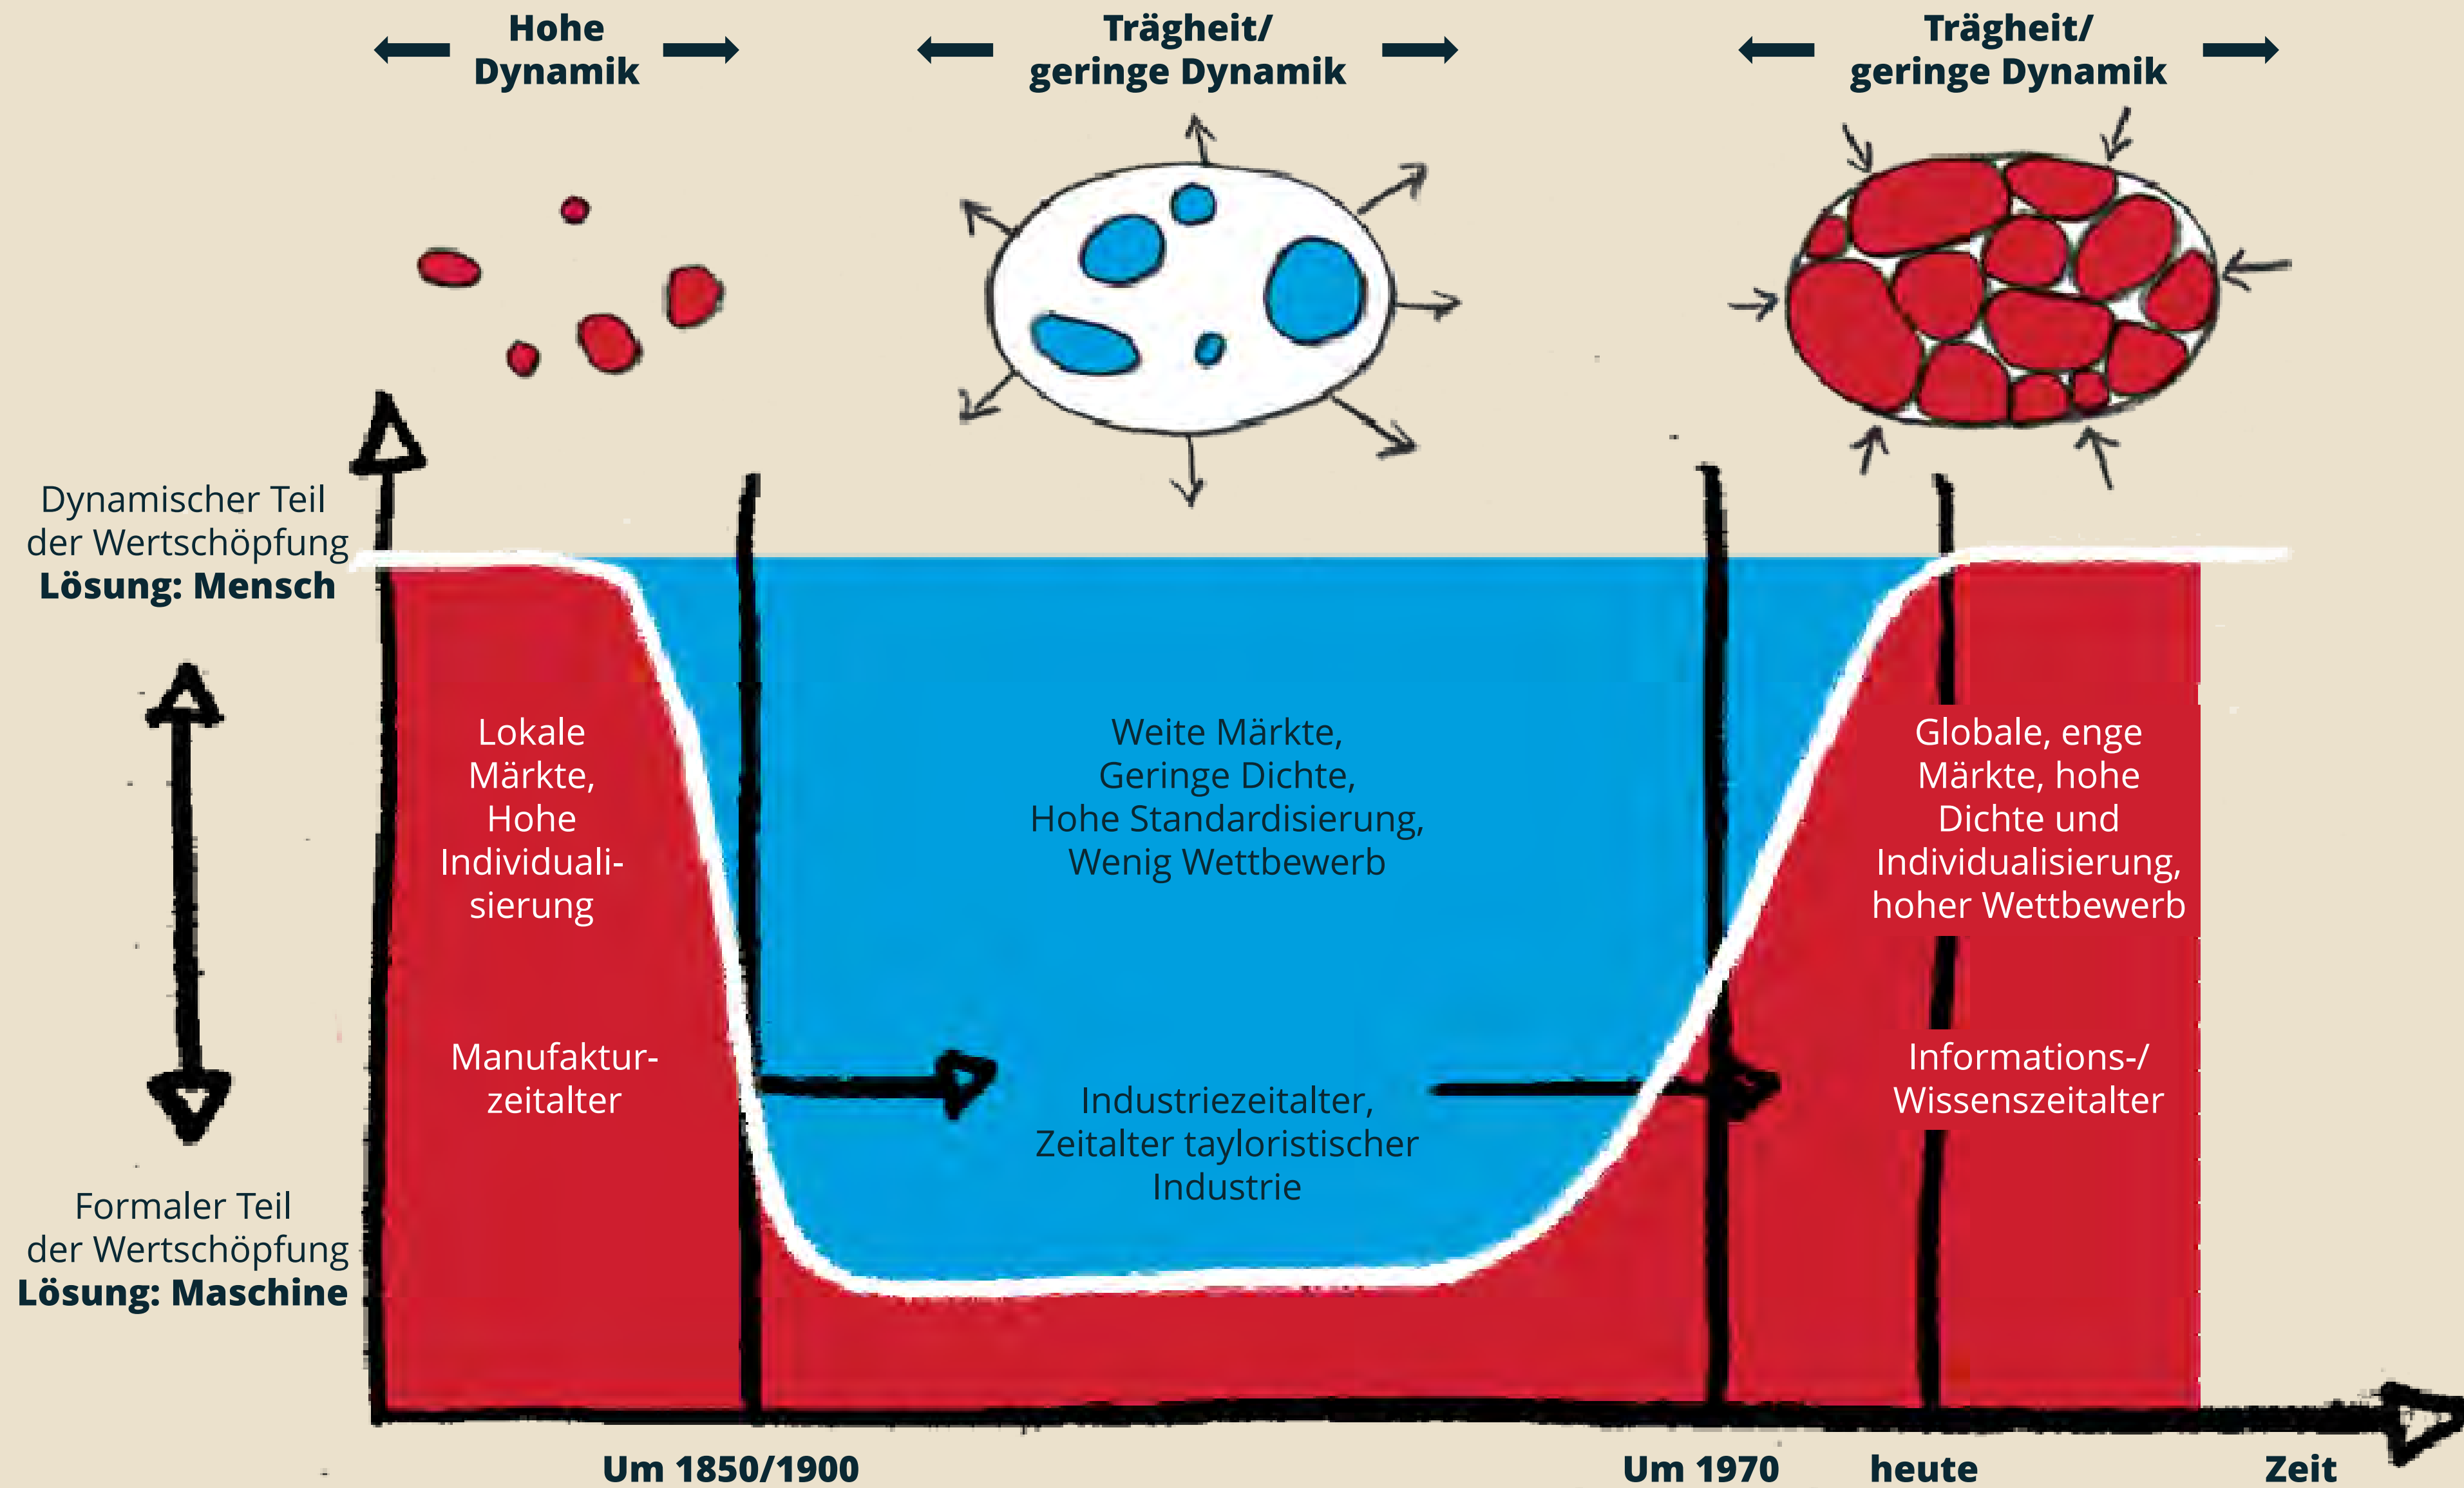 Hohe
Dynamik
Trägheit/
geringe Dynamik
Trägheit/
geringe Dynamik
Dynamischer Teil
der Wertschöpfung
Lösung: Mensch
Formaler Teil
der Wertschöpfung
Lösung: Maschine
Lokale
Märkte,
Hohe
Individuali-
sierung
Manufaktur-
zeitalter
Weite Märkte,
Geringe Dichte,
Hohe Standardisierung,
Wenig Wettbewerb
Industriezeitalter,
Zeitalter tayloristischer
Industrie
Globale, enge
Märkte, hohe
Dichte und
Individualisierung,
hoher Wettbewerb
Informations-/
Wissenszeitalter
Um 1850/1900
Um 1970
heute
Zeit